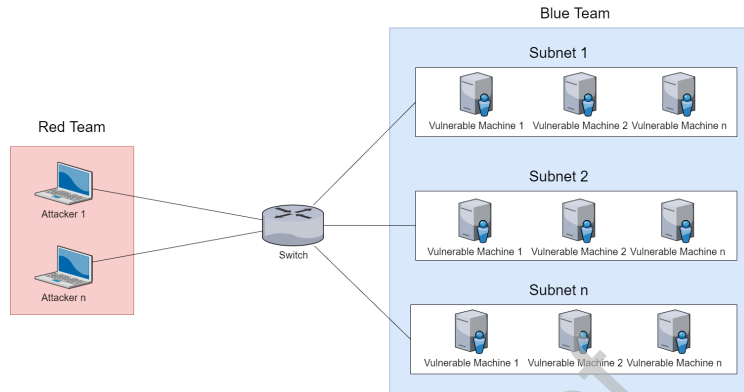 Blue Team
Subnet 1
Vulnerable Machine 1 Vulnerable Machine 2 Vulnerable Machine n
Red Team
Attacker 1
Attacker n
Switch
Subnet 2
Vulnerable Machine 1 Vulnerable Machine 2 Vulnerable Machine n
Subnet n
Vulnerable Machine 1 Vulnerable Machine 2 Vulnerable Machine n